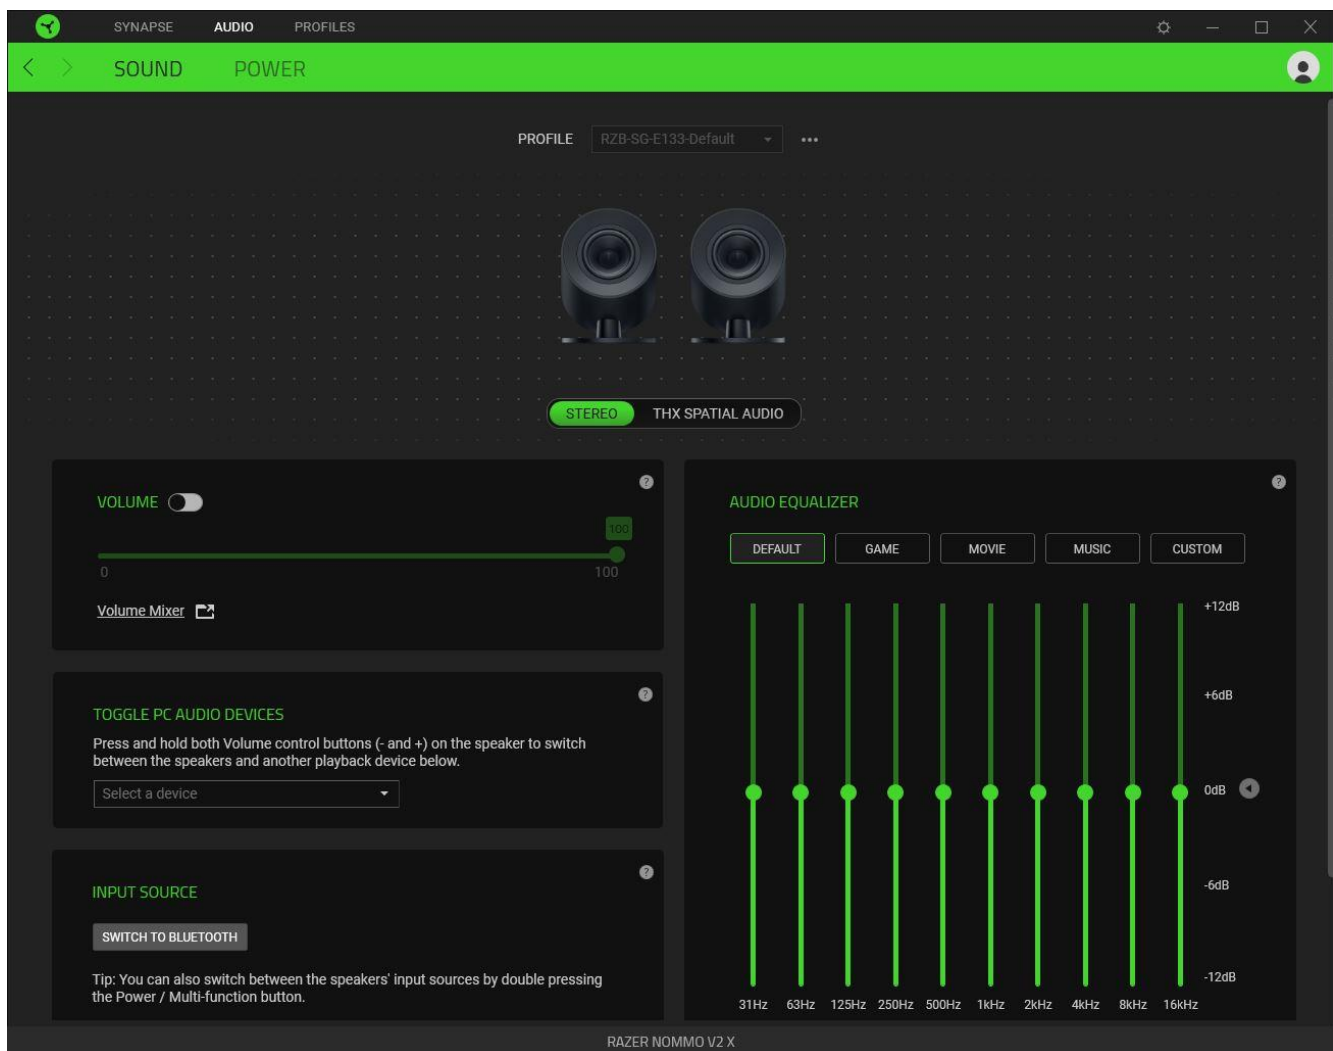 SYNAPSE AUDIO PROFILES
SOUND POWER
PROFILE RZB-SG-E133-Default
STEREO THX SPATIAL AUDIO
VOLUME
100
0 100
Volume Mixer
TOGGLE PC AUDIO DEVICES
Press and hold both Volume control buttons (- and +) on the speaker to switch
between the speakers and another playback device below.
Select a device
INPUT SOURCE
SWITCH TO BLUETOOTH
Tip: You can also switch between the speakers' input sources by double pressing
the Power / Multi-function button.
AUDIO EQUALIZER
DEFAULT GAME MOVIE MUSIC CUSTOM
+12dB
+6dB
0dB
-6dB
-12dB
31Hz 63Hz 125Hz 250Hz 500Hz 1kHz 2kHz 4kHz 8kHz 16kHz
RAZER NOMMO V2 X